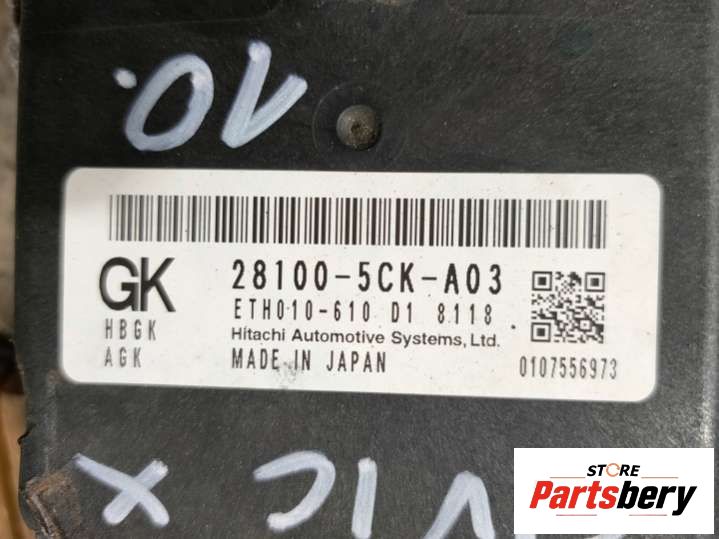 10.
GK
28100-5CK-A03
ETH010-610 D1 8118
HBGK
Hitachi Automotive Systems, Ltd.
AGK
MADE IN JAPAN
0107556973
STORE
Partsbery